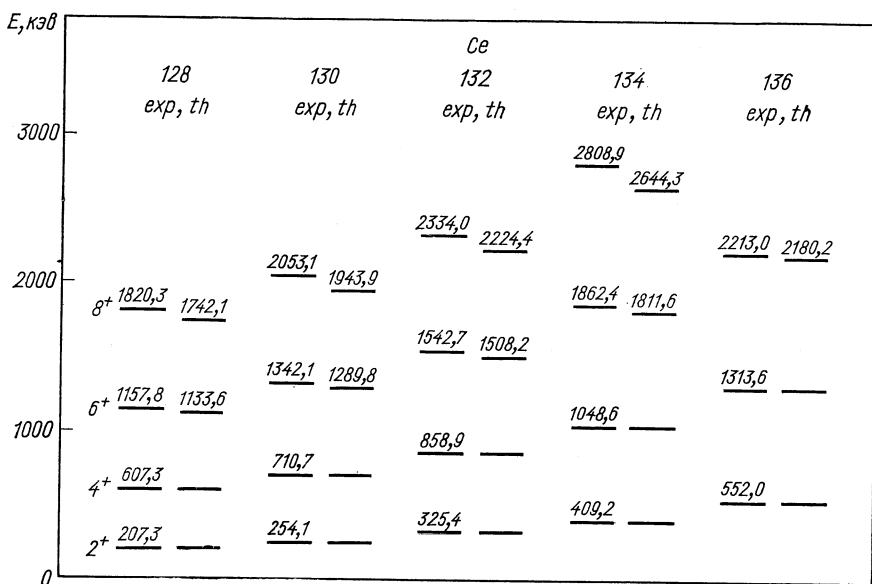 E, кэв
Ce
128 130 132 134 136
exp, th exp, th exp, th exp, th exp, th
3000
2808,9 2644,3
2334,0 2224,4 2213,0 2180,2
2053,1 1943,9
2000
8+ 1820,3 1742,1 1862,4 1811,6
1542,7 1508,2
1342,1 1289,8 1313,6
6+ 1157,8 1133,6
1048,6
1000
858,9
710,7
4+ 607,3 552,0
409,2
325,4
2+ 207,3 254,1
0